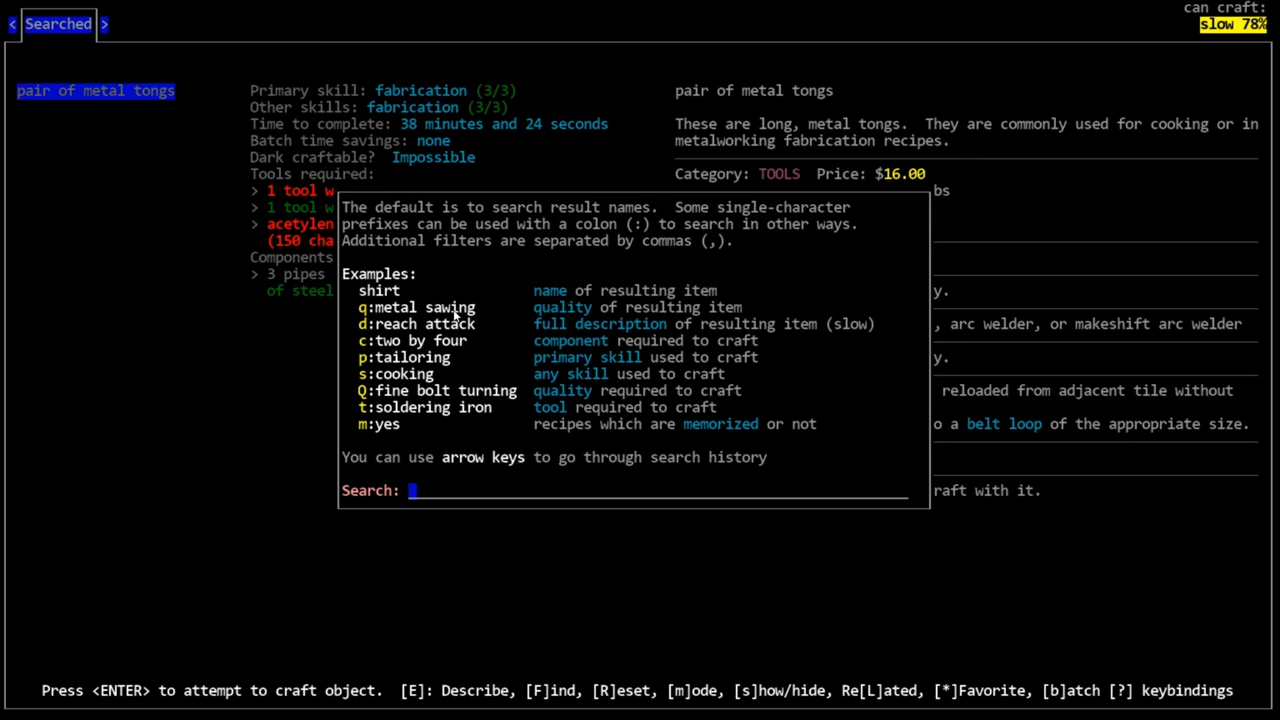 can craft:
< Searched >
slow 78%
pair of metal tongs
Primary skill: fabrication (3/3)
Other skills: fabrication (3/3)
Time to complete: 38 minutes and 24 seconds
Batch time savings: none
Dark craftable? Impossible
Tools required:
> 1 tool w
> 1 tool w
> acetylen
(150 cha
Components
> 3 pipes
of steel
pair of metal tongs
These are long, metal tongs. They are commonly used for cooking or in
metalworking fabrication recipes.
Category: TOOLS Price: $16.00
bs
y.
, arc welder, or makeshift arc welder
y.
reloaded from adjacent tile without
o a belt loop of the appropriate size.
raft with it.
The default is to search result names. Some single-character
prefixes can be used with a colon (:) to search in other ways.
Additional filters are separated by commas (,).
Examples:
shirt name of resulting item
q:metal sawing quality of resulting item
d:reach attack full description of resulting item (slow)
c:two by four component required to craft
p:tailoring primary skill used to craft
s:cooking any skill used to craft
Q:fine bolt turning quality required to craft
t:soldering iron tool required to craft
m:yes recipes which are memorized or not
You can use arrow keys to go through search history
Search:
Press <ENTER> to attempt to craft object. [E]: Describe, [F]ind, [R]eset, [m]ode, [s]how/hide, Re[L]ated, [*]Favorite, [b]atch [?] keybindings